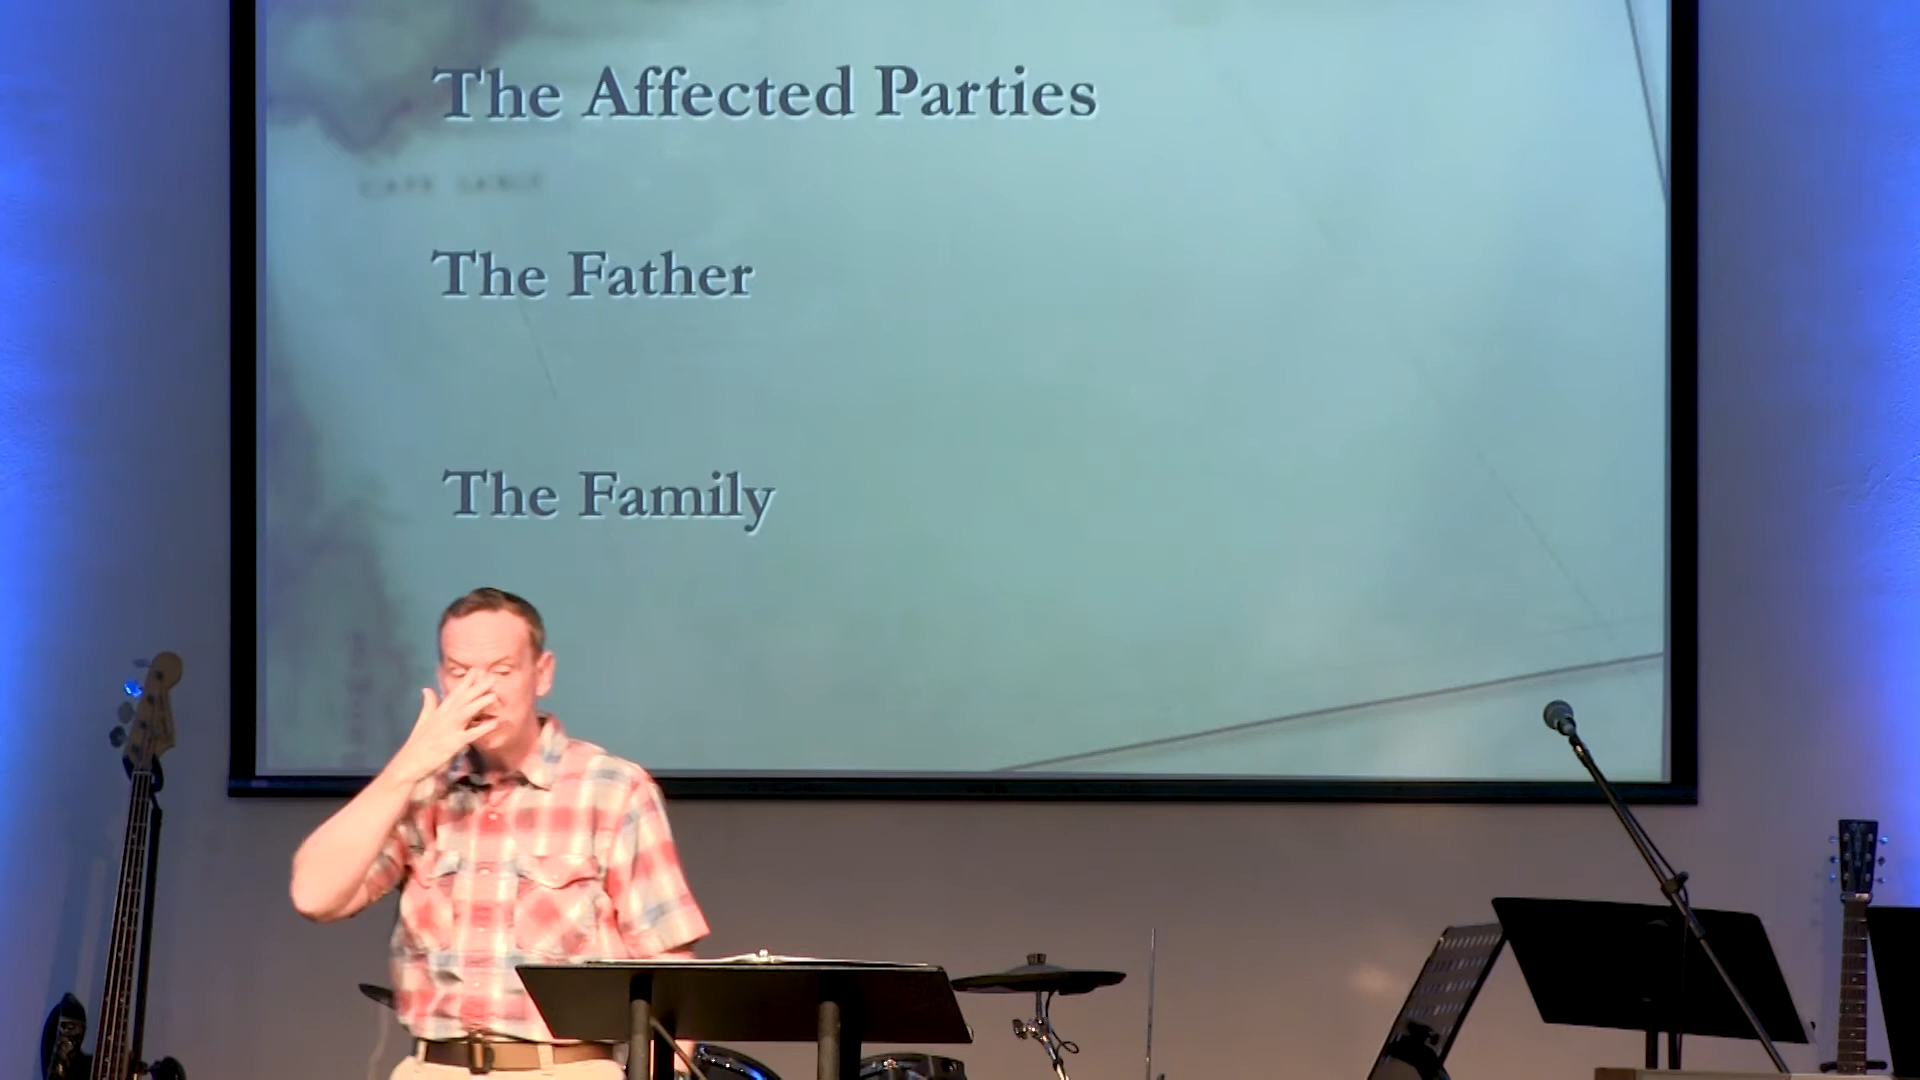 The Affected Parties
The Father
The Family